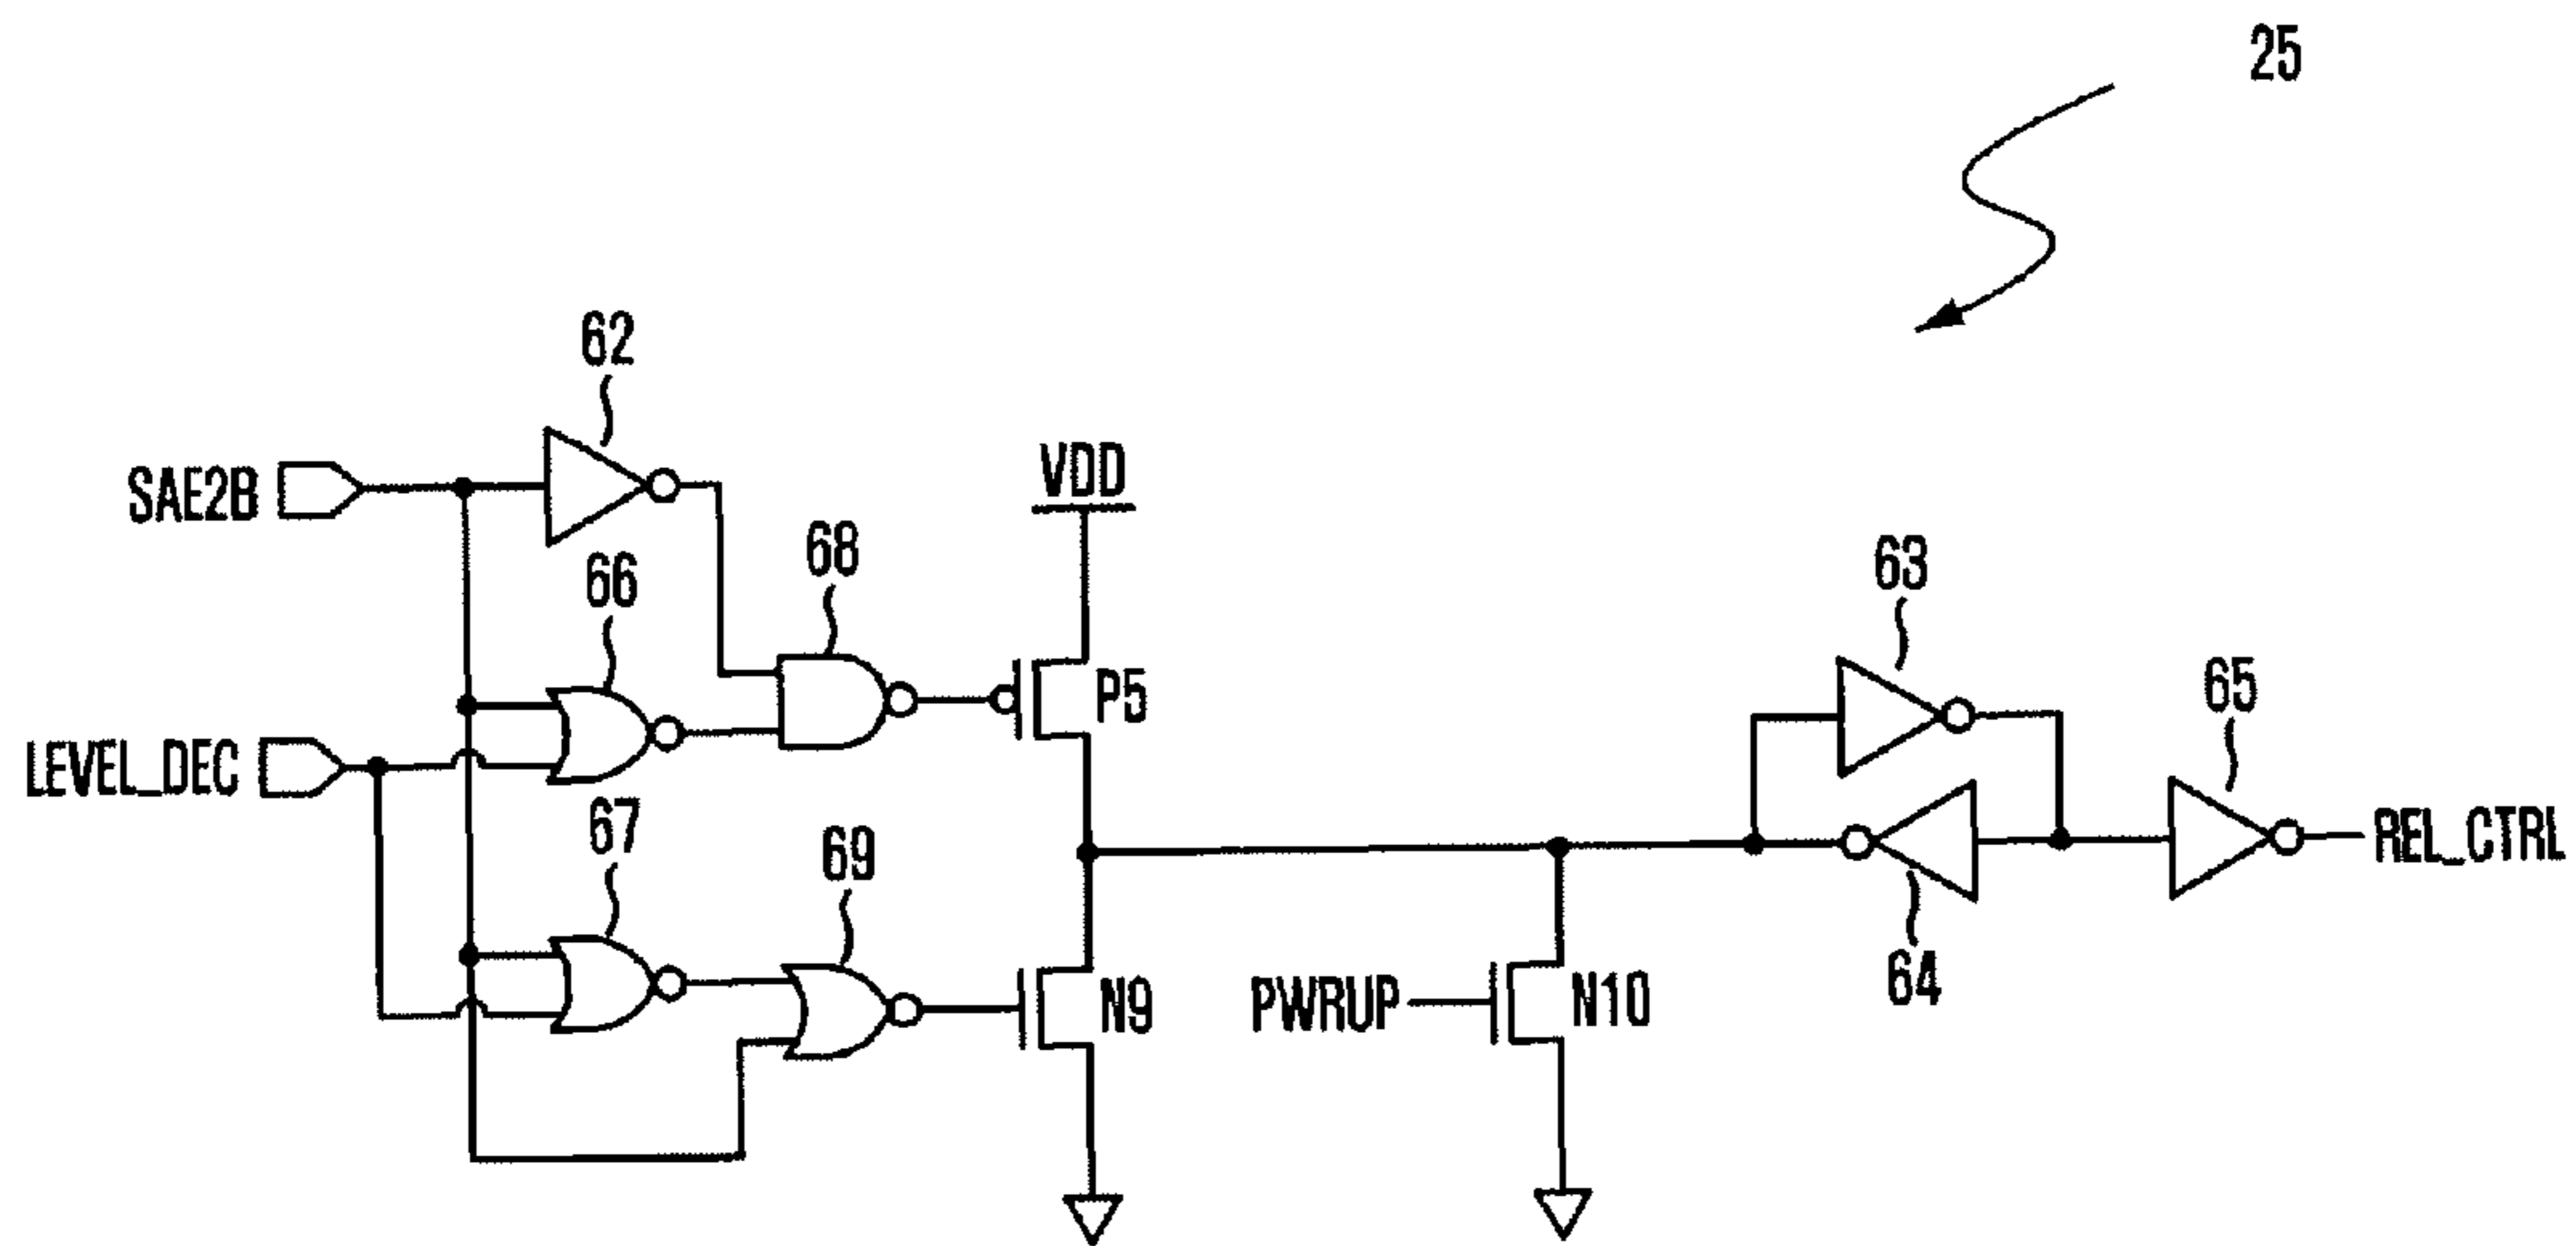 25
62
SAE2B
VDD
68
66
63
P5
65
LEVEL_DEC
67
69
REL_CTRL
N9
PWRUP
N10
64